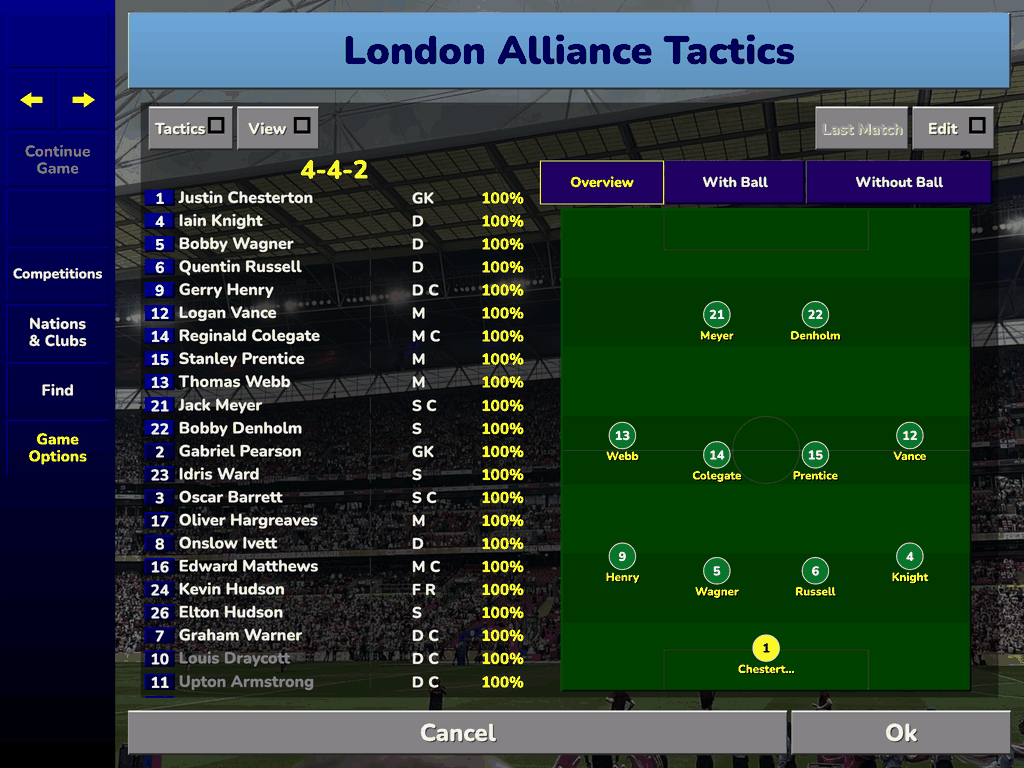 London Alliance Tactics
Continue
Game
Competitions
Nations
& Clubs
Find
Game
Options
Tactics
View
Last Match
Edit
4-4-2
1 Justin Chesterton GK 100%
4 Iain Knight D 100%
5 Bobby Wagner D 100%
6 Quentin Russell D 100%
9 Gerry Henry D C 100%
12 Logan Vance M 100%
14 Reginald Colegate M C 100%
15 Stanley Prentice M 100%
13 Thomas Webb M 100%
21 Jack Meyer S C 100%
22 Bobby Denholm S 100%
2 Gabriel Pearson GK 100%
23 Idris Ward S 100%
3 Oscar Barrett S C 100%
17 Oliver Hargreaves M 100%
8 Onslow Ivett D 100%
16 Edward Matthews M C 100%
24 Kevin Hudson F R 100%
26 Elton Hudson S 100%
7 Graham Warner D C 100%
10 Louis Draycott D C 100%
11 Upton Armstrong D C 100%
Overview
With Ball
Without Ball
21 22
Meyer Denholm
13 12
Webb Vance
14 15
Colegate Prentice
9 4
Henry Knight
5 6
Wagner Russell
1
Chestert...
Cancel
Ok